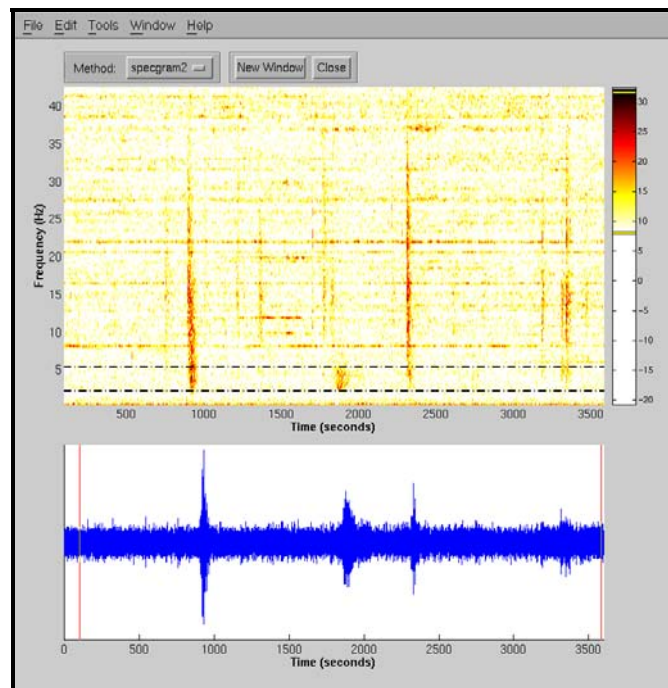 File Edit Tools Window Help
Method: specgram2 New Window Close
40
35
30
25
20
15
10
5
Frequency (Hz)
500 1000 1500 2000 2500 3000 3500
Time (seconds)
30
25
20
15
10
5
0
-5
-10
-15
-20
0 500 1000 1500 2000 2500 3000 3500
Time (seconds)